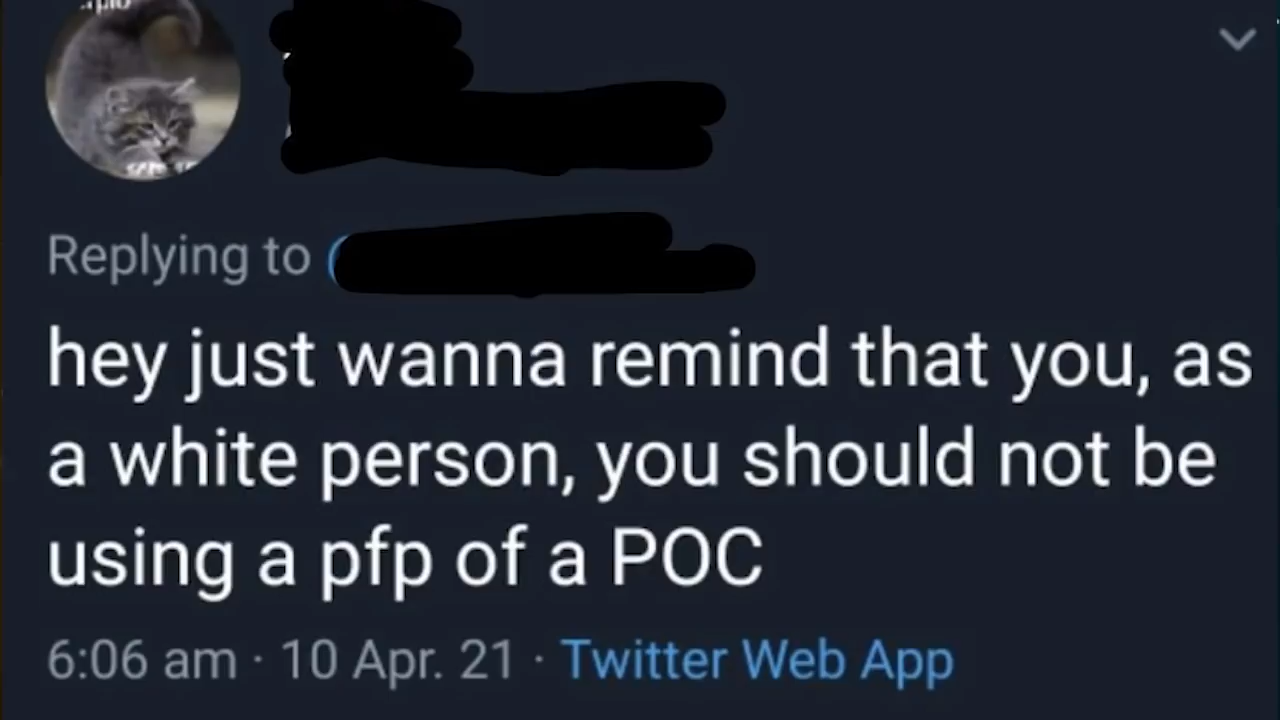 Replying to
hey just wanna remind that you, as
a white person, you should not be
using a pfp of a POC
6:06 am · 10 Apr. 21 · Twitter Web App